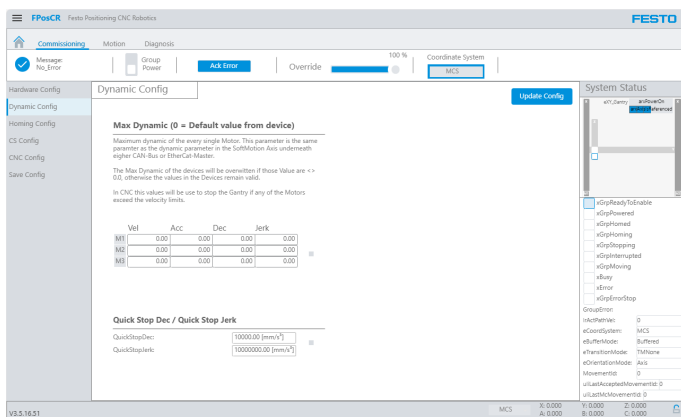 FPosCR Festo Positioning CNC Robotics
FESTO
Commissioning Motion Diagnosis
Message:
No_Error
Group
Power
Ack Error
Override
100 %
Coordinate System
MCS
Hardware Config
Dynamic Config
Homing Config
CS Config
CNC Config
Save Config
Dynamic Config
Update Config
Max Dynamic (0 = Default value from device)
Maximum dynamic of the every single Motor. This parameter is the same
paramter as the dynamic parameter in the SoftMotion Axis underneath
eigher CAN-Bus or EtherCat-Master.
The Max Dynamic of the devices will be overwitten if those Value are <>
0.0, otherwise the values in the Devices remain valid.
In CNC this values will be use to stop the Gantry if any of the Motors
exceed the velocity limits.
Vel Acc Dec Jerk
M1 0.00 0.00 0.00 0.00
M2 0.00 0.00 0.00 0.00
M3 0.00 0.00 0.00 0.00
Quick Stop Dec / Quick Stop Jerk
QuickStopDec: 10000.00 [mm/s²]
QuickStopJerk: 10000000.00 [mm/s³]
System Status
eXY_Gantry
arxPowerOn
xGrpReadyToEnable
xGrpPowered
xGrpHomed
xGrpHoming
xGrpStopping
xGrpInterrupted
xGrpMoving
xBusy
xError
xGrpErrorStop
GroupError:
lrActPathVel: 0
eCoordSystem: MCS
eBufferMode: Buffered
eTransitionMode: TMNone
eOrientationMode: Axis
MovementId: 0
uiLastAcceptedMovementId: 0
uiLastMcMovementId: 0
V3.5.16.51
MCS
X: 0.000 Y: 0.000 Z: 0.000
A: 0.000 B: 0.000 C: 0.000